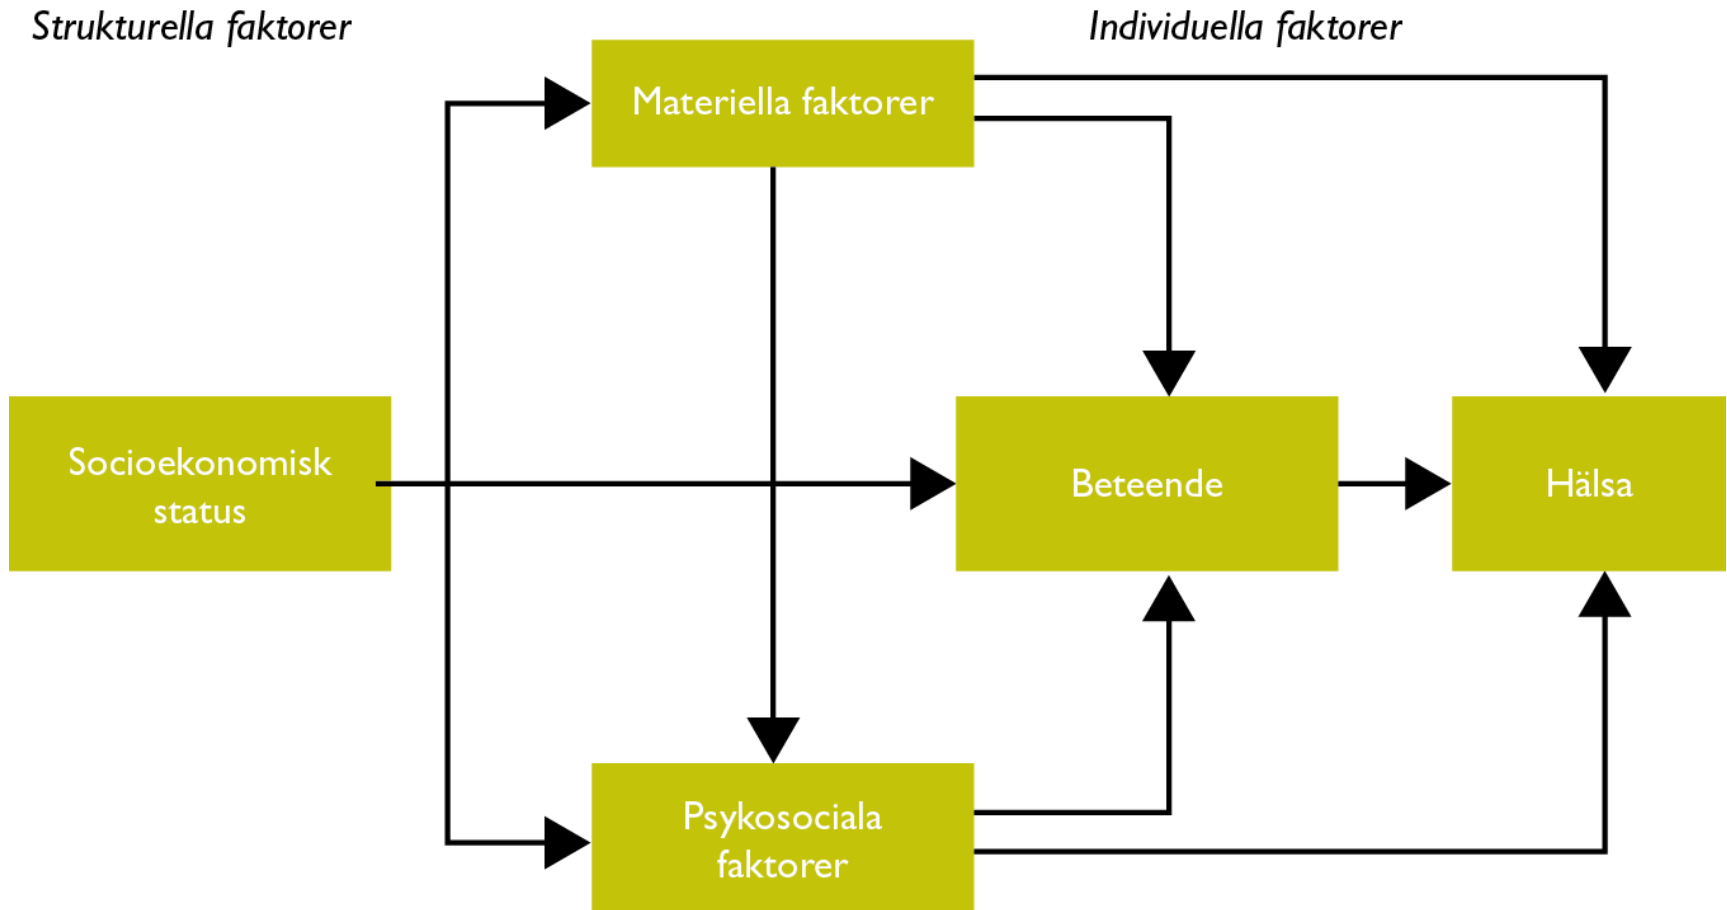 Strukturella faktorer
Individuella faktorer
Materiella faktorer
Socioekonomisk
status
Beteende
Hälsa
Psykosociala
faktorer